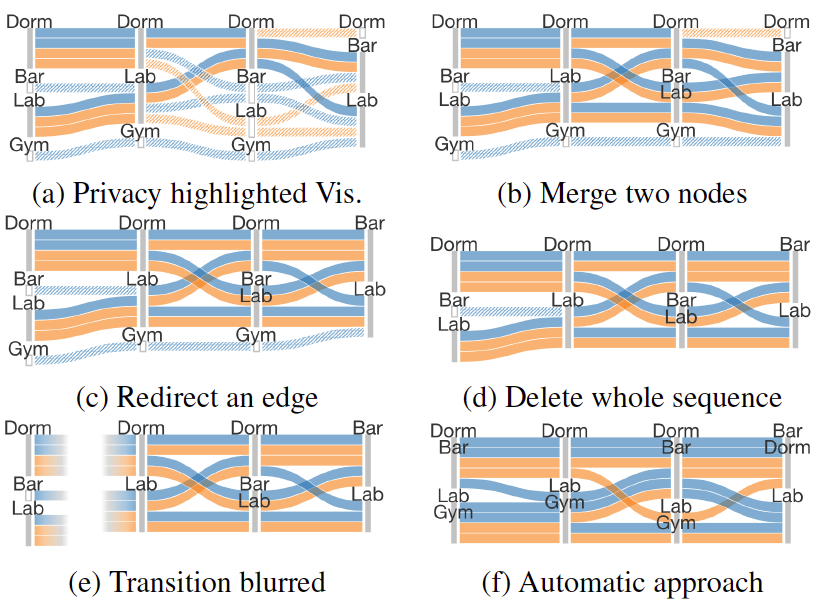 Dorm Dorm Dorm Dorm
Bar
Bar Lab Bar
Lab Lab Lab
Gym
Gym Gym
(a) Privacy highlighted Vis.
Dorm Dorm Dorm Dorm
Bar
Bar Lab Bar
Lab Lab Lab
Gym Gym
Gym
(b) Merge two nodes
Dorm Dorm Dorm Bar
Bar Lab Bar
Lab Lab Lab
Gym Gym
Gym
(c) Redirect an edge
Dorm Dorm Dorm Bar
Bar Lab Bar
Lab Lab Lab
(d) Delete whole sequence
Dorm Dorm Dorm Bar
Bar Lab Bar
Lab Lab Lab
(e) Transition blurred
Dorm Dorm Dorm Bar
Bar Bar Dorm
Lab Lab Lab Lab
Gym Gym Gym
(f) Automatic approach